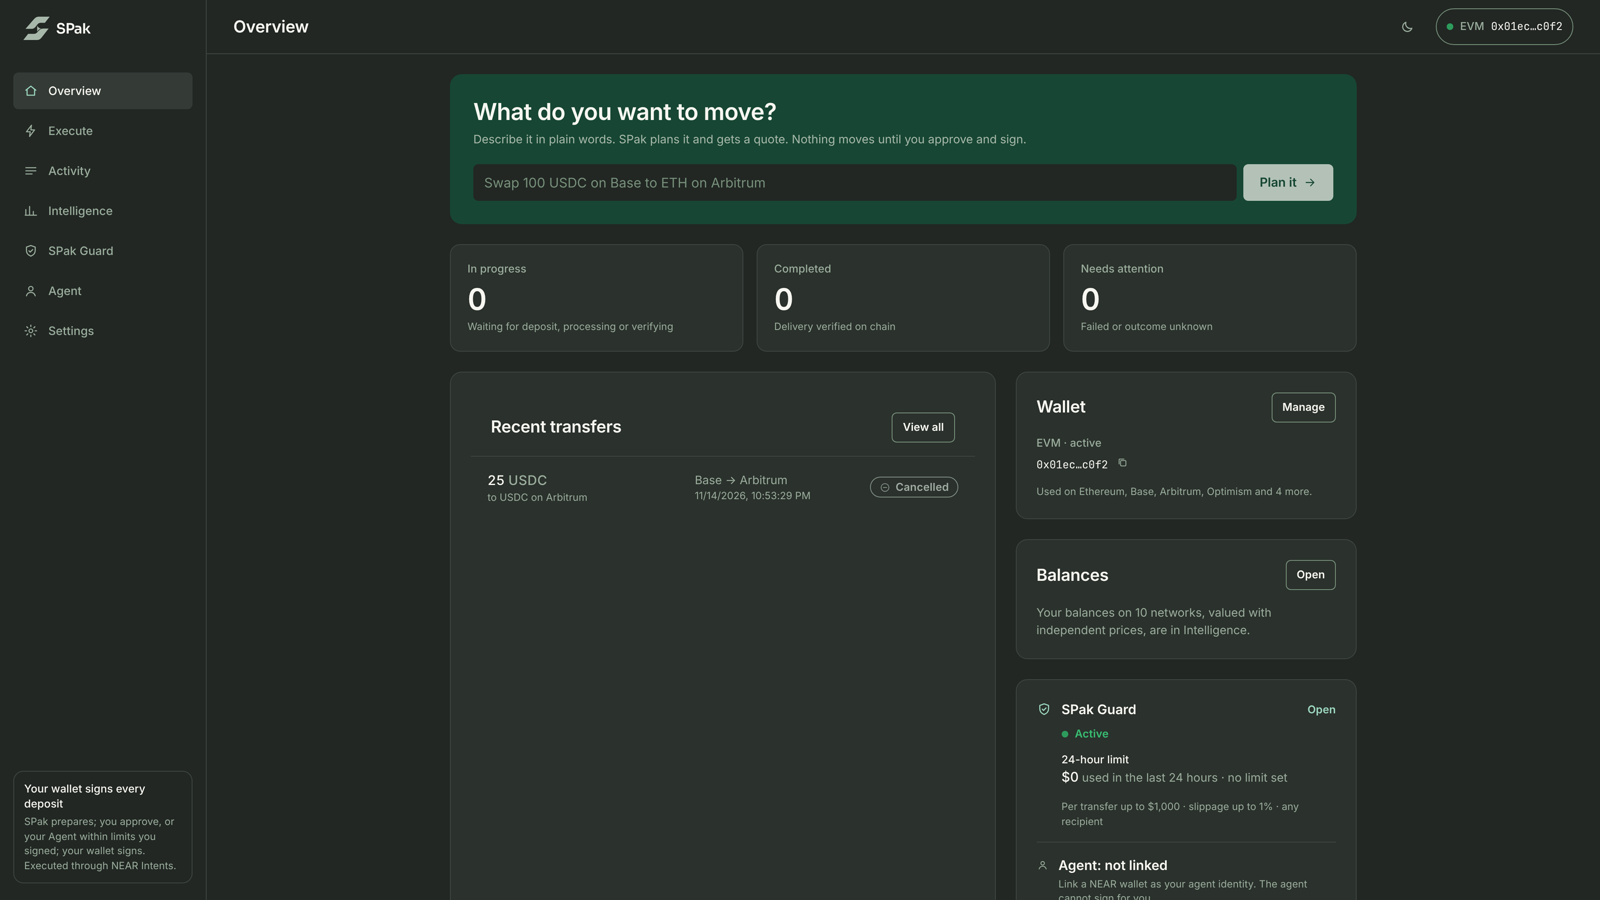 SPak
Overview
EVM 0x01ec…c0f2
Overview
Execute
Activity
Intelligence
SPak Guard
Agent
Settings
Your wallet signs every
deposit
SPak prepares; you approve, or
your Agent within limits you
signed; your wallet signs.
Executed through NEAR Intents.
What do you want to move?
Describe it in plain words. SPak plans it and gets a quote. Nothing moves until you approve and sign.
Swap 100 USDC on Base to ETH on Arbitrum
Plan it →
In progress
0
Waiting for deposit, processing or verifying
Completed
0
Delivery verified on chain
Needs attention
0
Failed or outcome unknown
Recent transfers
View all
25 USDC
to USDC on Arbitrum
Base → Arbitrum
11/14/2026, 10:53:29 PM
Cancelled
Wallet
Manage
EVM · active
0x01ec…c0f2
Used on Ethereum, Base, Arbitrum, Optimism and 4 more.
Balances
Open
Your balances on 10 networks, valued with
independent prices, are in Intelligence.
SPak Guard
Open
Active
24-hour limit
$0 used in the last 24 hours · no limit set
Per transfer up to $1,000 · slippage up to 1% · any
recipient
Agent: not linked
Link a NEAR wallet as your agent identity. The agent
cannot sign for you.